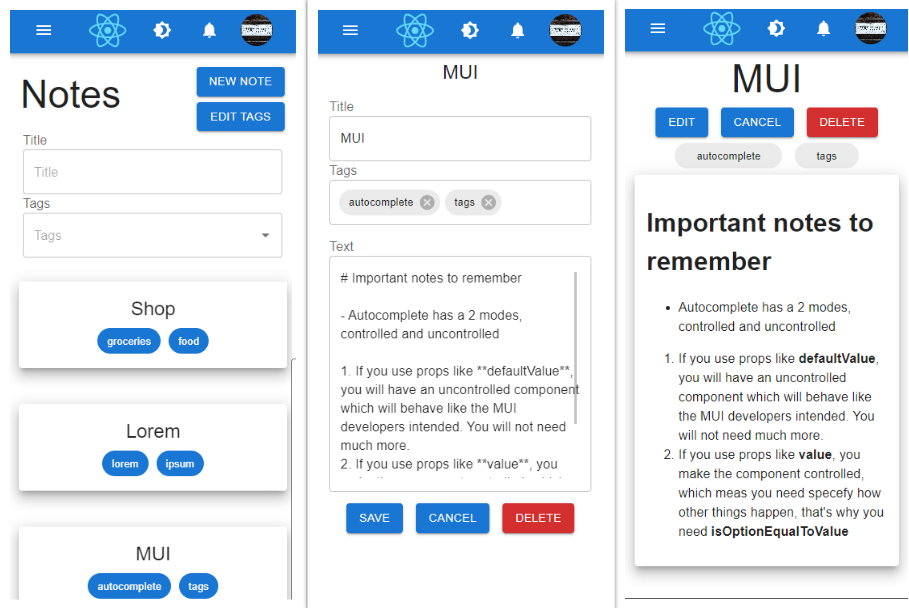 Notes
NEW NOTE
EDIT TAGS
Title
Title
Tags
Tags
Shop
groceries food
Lorem
lorem ipsum
MUI
autocomplete tags
MUI
Title
MUI
Tags
autocomplete tags
Text
# Important notes to remember
- Autocomplete has a 2 modes,
controlled and uncontrolled
1. If you use props like **defaultValue**,
you will have an uncontrolled component
which will behave like the MUI
developers intended. You will not need
much more.
2. If you use props like **value**, you
SAVE CANCEL DELETE
MUI
EDIT CANCEL DELETE
autocomplete tags
Important notes to
remember
• Autocomplete has a 2 modes,
controlled and uncontrolled
1. If you use props like defaultValue,
you will have an uncontrolled
component which will behave like
the MUI developers intended. You
will not need much more.
2. If you use props like value, you
make the component controlled,
which meas you need specefy how
other things happen, that's why you
need isOptionEqualToValue